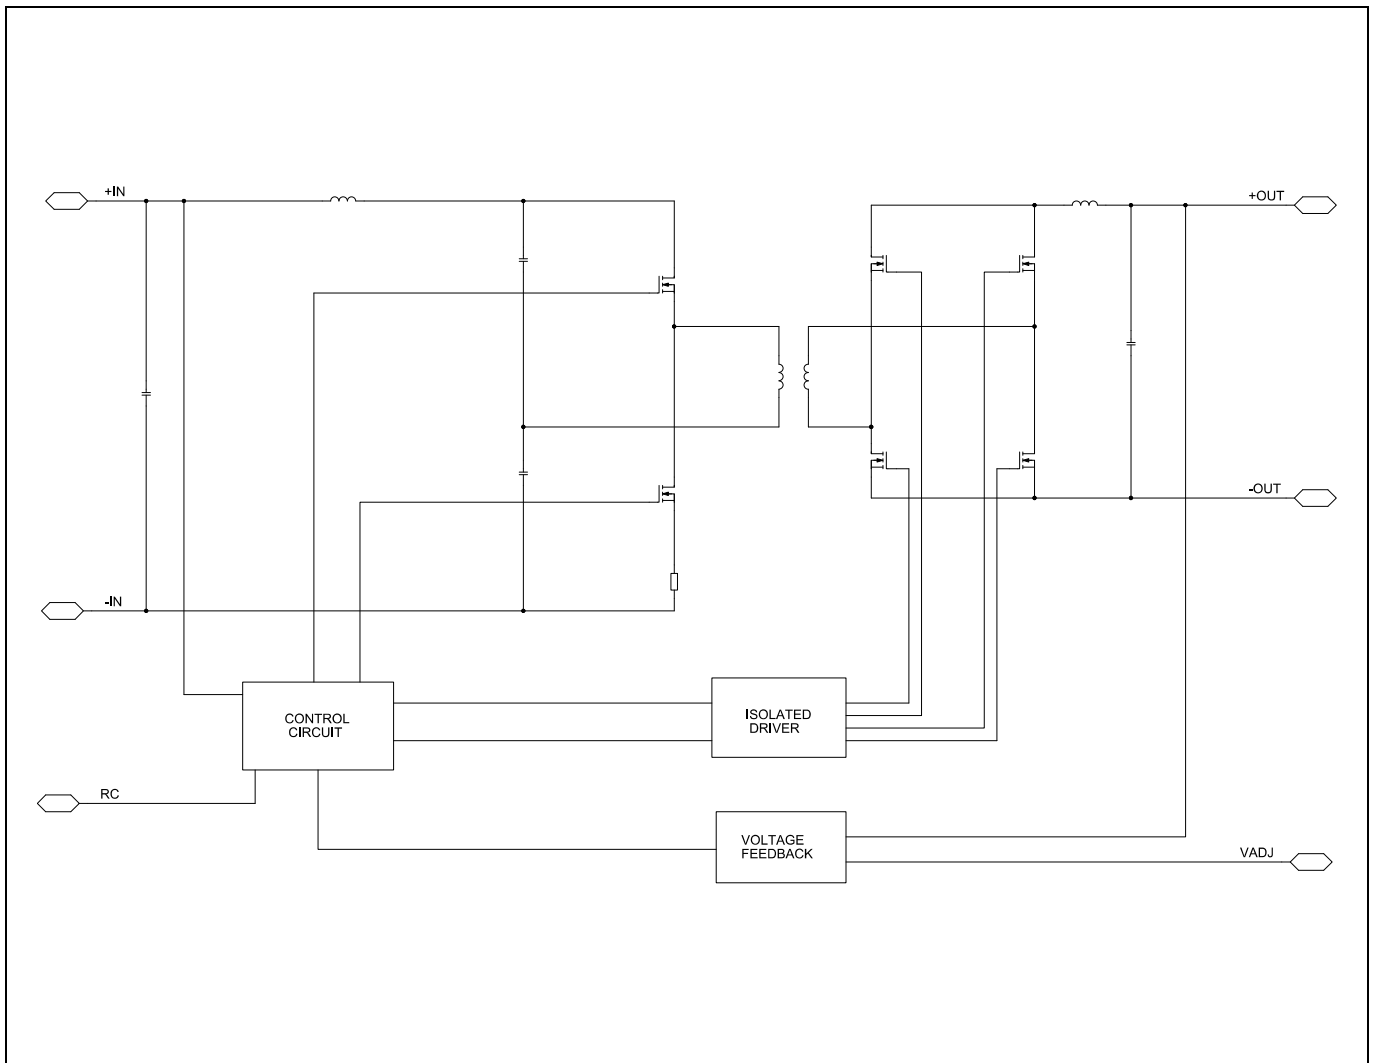 +IN
+OUT
-OUT
-IN
CONTROL
CIRCUIT
ISOLATED
DRIVER
RC
VOLTAGE
FEEDBACK
VADJ